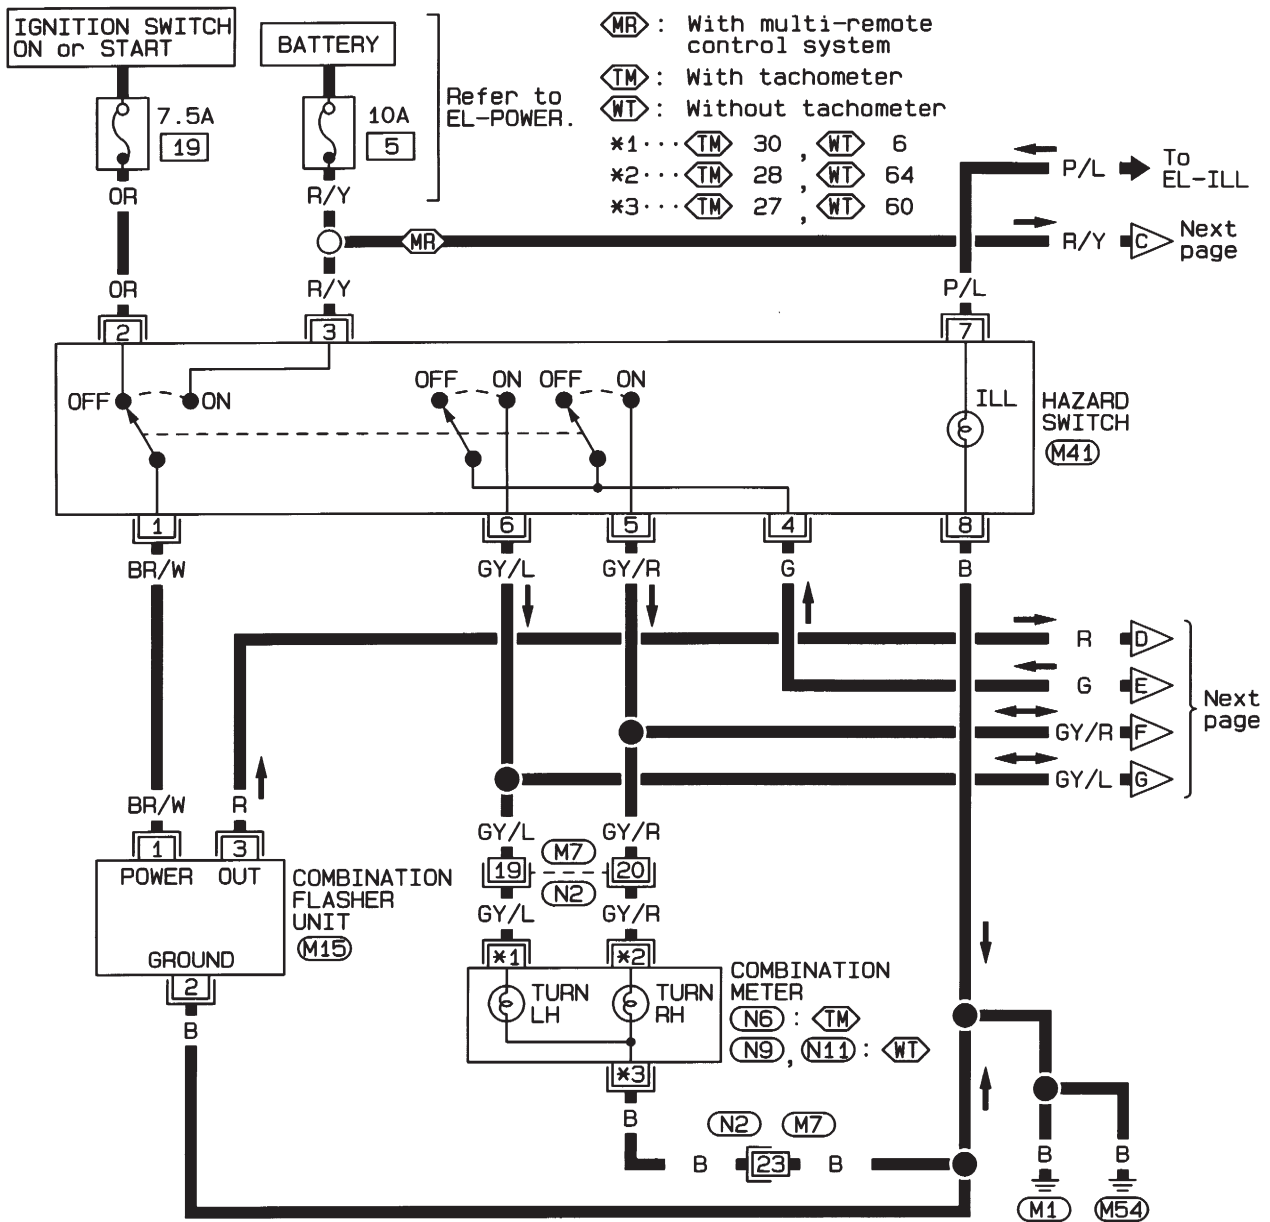 IGNITION SWITCH
ON or START
BATTERY
7.5A
19
10A
5
Refer to
EL-POWER.
MR : With multi-remote
control system
TM : With tachometer
WT : Without tachometer
*1··· TM 30 , WT 6
*2··· TM 28 , WT 64
*3··· TM 27 , WT 60
OR
R/Y
P/L
To
EL-ILL
MR
R/Y
C
Next
page
OR
R/Y
P/L
2
3
7
OFF
ON
OFF
ON
OFF
ON
ILL
HAZARD
SWITCH
M41
1
6
5
4
8
BR/W
GY/L
GY/R
G
B
R
D
G
E
GY/R
F
GY/L
G
Next
page
BR/W
R
GY/L
GY/R
1
3
POWER
OUT
COMBINATION
FLASHER
UNIT
M15
GROUND
2
B
M7
19
20
N2
GY/L
GY/R
*1
*2
TURN
LH
TURN
RH
COMBINATION
METER
N6 : TM
N9 , N11 : WT
*3
B
N2
M7
B
23
B
B
B
M1
M54